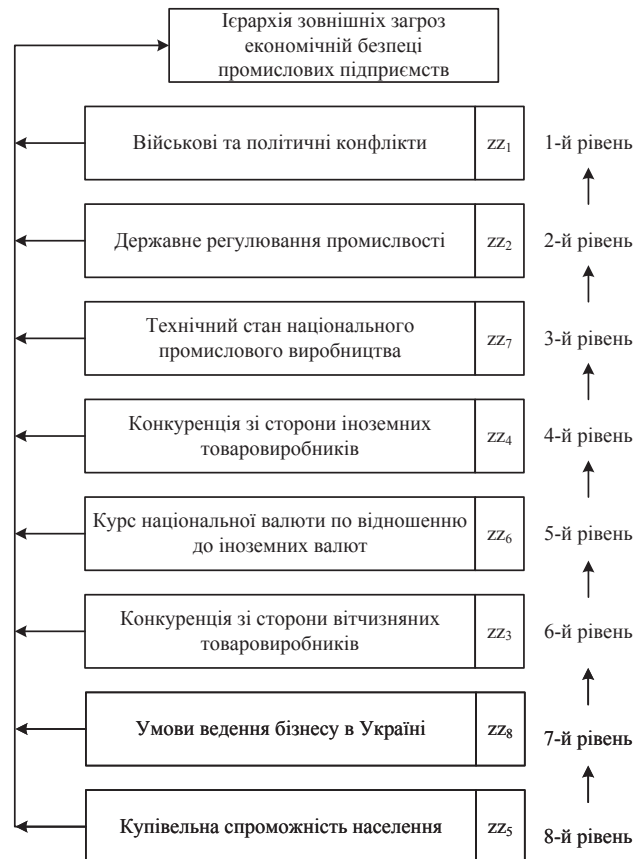 Ієрархія зовнішніх загроз
економічній безпеці
промислових підприємств
Військові та політичні конфлікти zz₁ 1-й рівень
Державне регулювання промислвості zz₂ 2-й рівень
Технічний стан національного
промислового виробництва zz₇ 3-й рівень
Конкуренція зі сторони іноземних
товаровиробників zz₄ 4-й рівень
Курс національної валюти по відношенню
до іноземних валют zz₆ 5-й рівень
Конкуренція зі сторони вітчизняних
товаровиробників zz₃ 6-й рівень
Умови ведення бізнесу в Україні zz₈ 7-й рівень
Купівельна спроможність населення zz₅ 8-й рівень